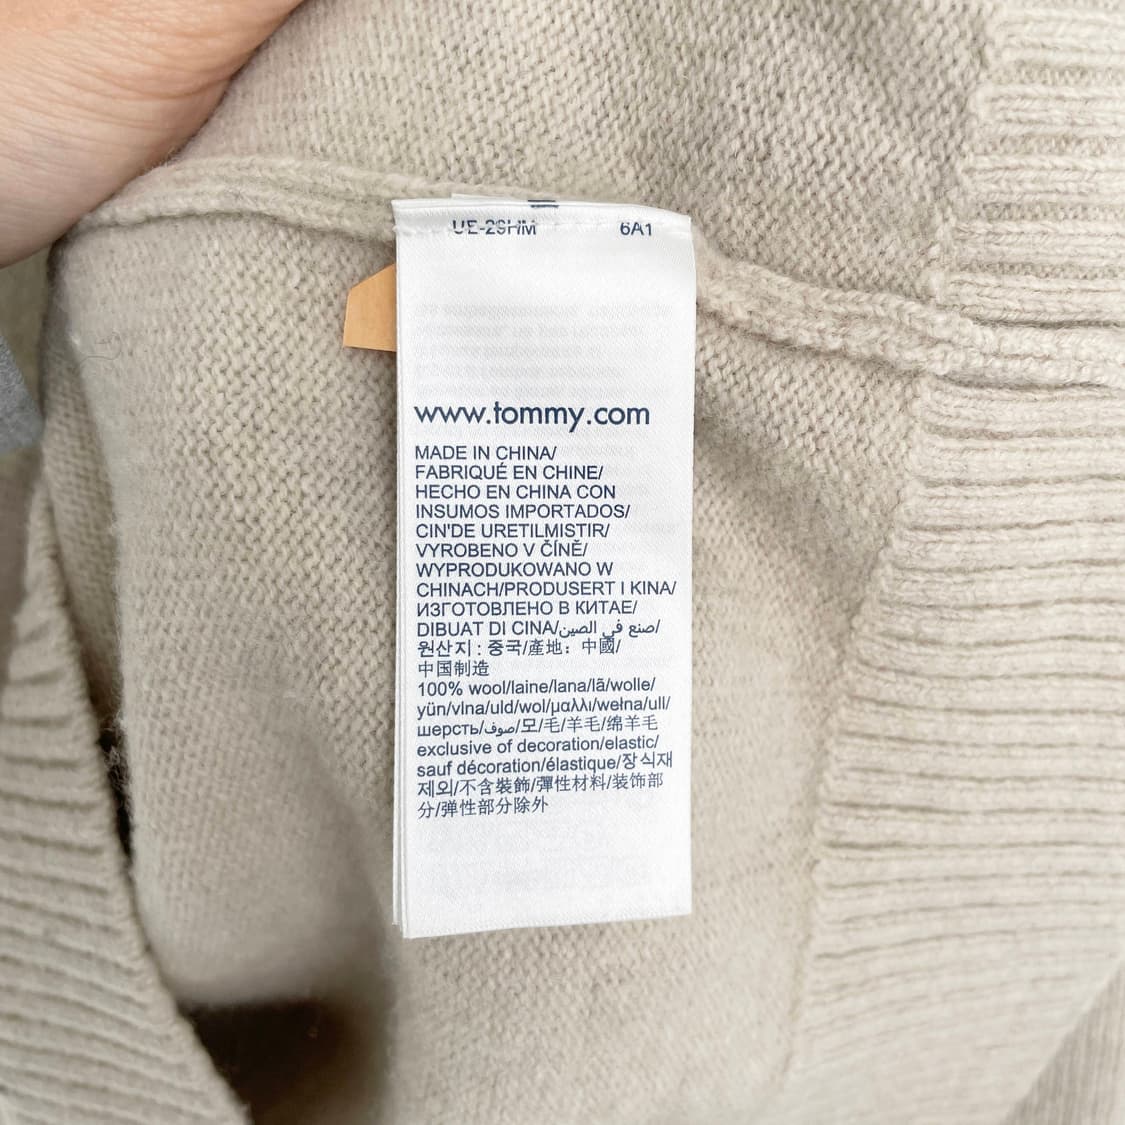 UE-29HM 6A1
www.tommy.com
MADE IN CHINA/
FABRIQUÉ EN CHINE/
HECHO EN CHINA CON
INSUMOS IMPORTADOS/
CIN'DE URETILMISTIR/
VYROBENO V ČÍNĚ/
WYPRODUKOWANO W
CHINACH/PRODUSERT I KINA/
ИЗГОТОВЛЕНО В КИТАЕ/
DIBUAT DI CINA/صنع في الصين/
원산지 : 중국/產地：中國/
中国制造
100% wool/laine/lana/lã/wolle/
yün/vlna/uld/wol/μαλλι/wełna/ull/
шерсть/صوف/모/毛/羊毛/绵羊毛
exclusive of decoration/elastic/
sauf décoration/élastique/장식재
제외/不含裝飾/彈性材料/装饰部
分/弹性部分除外